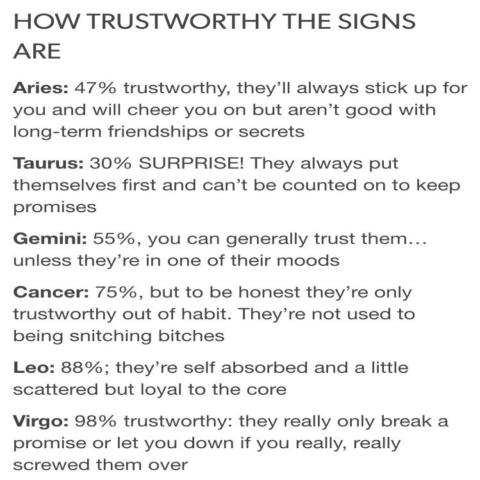 HOW TRUSTWORTHY THE SIGNS
ARE
Aries: 47% trustworthy, they’ll always stick up for
you and will cheer you on but aren’t good with
long-term friendships or secrets
Taurus: 30% SURPRISE! They always put
themselves first and can’t be counted on to keep
promises
Gemini: 55%, you can generally trust them…
unless they’re in one of their moods
Cancer: 75%, but to be honest they’re only
trustworthy out of habit. They’re not used to
being snitching bitches
Leo: 88%; they’re self absorbed and a little
scattered but loyal to the core
Virgo: 98% trustworthy: they really only break a
promise or let you down if you really, really
screwed them over